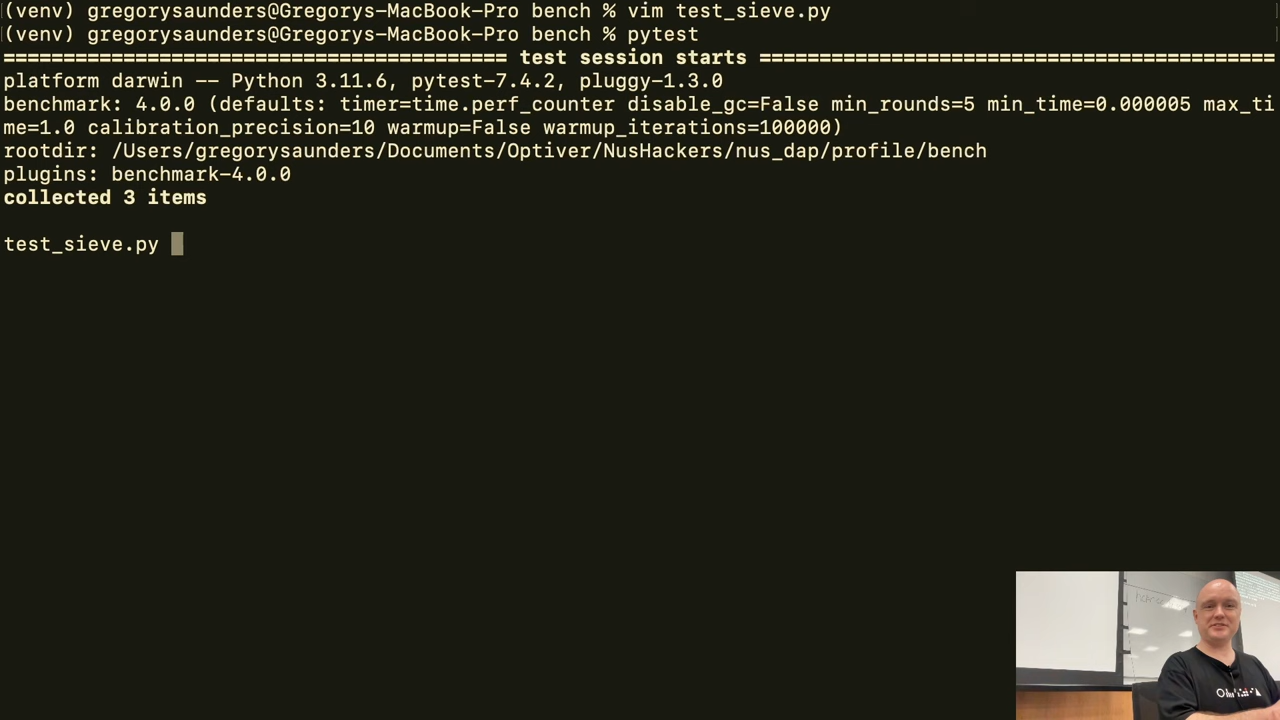 (venv) gregorysaunders@Gregorys-MacBook-Pro bench % vim test_sieve.py
(venv) gregorysaunders@Gregorys-MacBook-Pro bench % pytest
========================================== test session starts ===========================================
platform darwin -- Python 3.11.6, pytest-7.4.2, pluggy-1.3.0
benchmark: 4.0.0 (defaults: timer=time.perf_counter disable_gc=False min_rounds=5 min_time=0.000005 max_ti
me=1.0 calibration_precision=10 warmup=False warmup_iterations=100000)
rootdir: /Users/gregorysaunders/Documents/Optiver/NusHackers/nus_dap/profile/bench
plugins: benchmark-4.0.0
collected 3 items
test_sieve.py